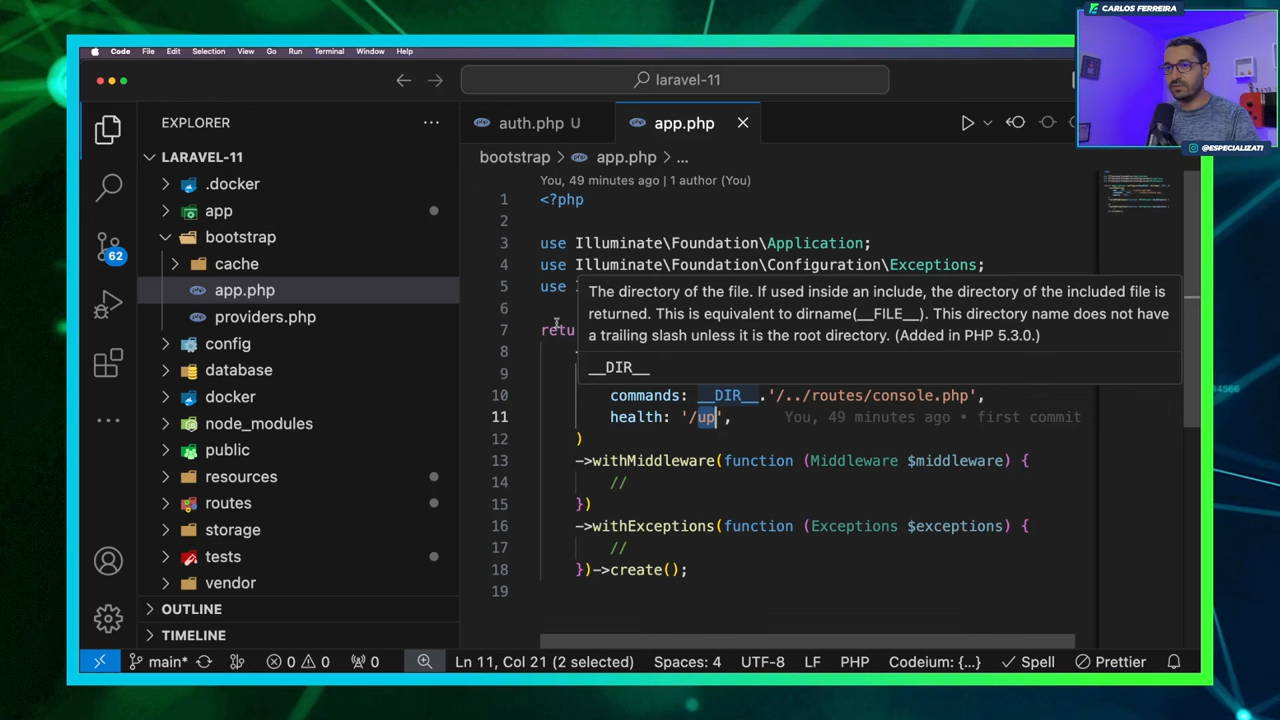 CARLOS FERREIRA
@ESPECIALIZATI
Code File Edit Selection View Go Run Terminal Window Help
laravel-11
EXPLORER
LARAVEL-11
.docker
app
bootstrap
cache
app.php
providers.php
config
database
docker
node_modules
public
resources
routes
storage
tests
vendor
OUTLINE
TIMELINE
62
auth.php U
app.php
bootstrap > app.php > ...
You, 49 minutes ago | 1 author (You)
1 <?php
2
3 use Illuminate\Foundation\Application;
4 use Illuminate\Foundation\Configuration\Exceptions;
5 use
6
7 retu
8
9
The directory of the file. If used inside an include, the directory of the included file is
returned. This is equivalent to dirname(__FILE__). This directory name does not have
a trailing slash unless it is the root directory. (Added in PHP 5.3.0.)
__DIR__
10 commands: __DIR__.'/../routes/console.php',
11 health: '/up', You, 49 minutes ago • first commit
12 )
13 ->withMiddleware(function (Middleware $middleware) {
14 //
15 })
16 ->withExceptions(function (Exceptions $exceptions) {
17 //
18 })->create();
19
main* 0 0 0 Ln 11, Col 21 (2 selected) Spaces: 4 UTF-8 LF PHP Codeium: {...} Spell Prettier